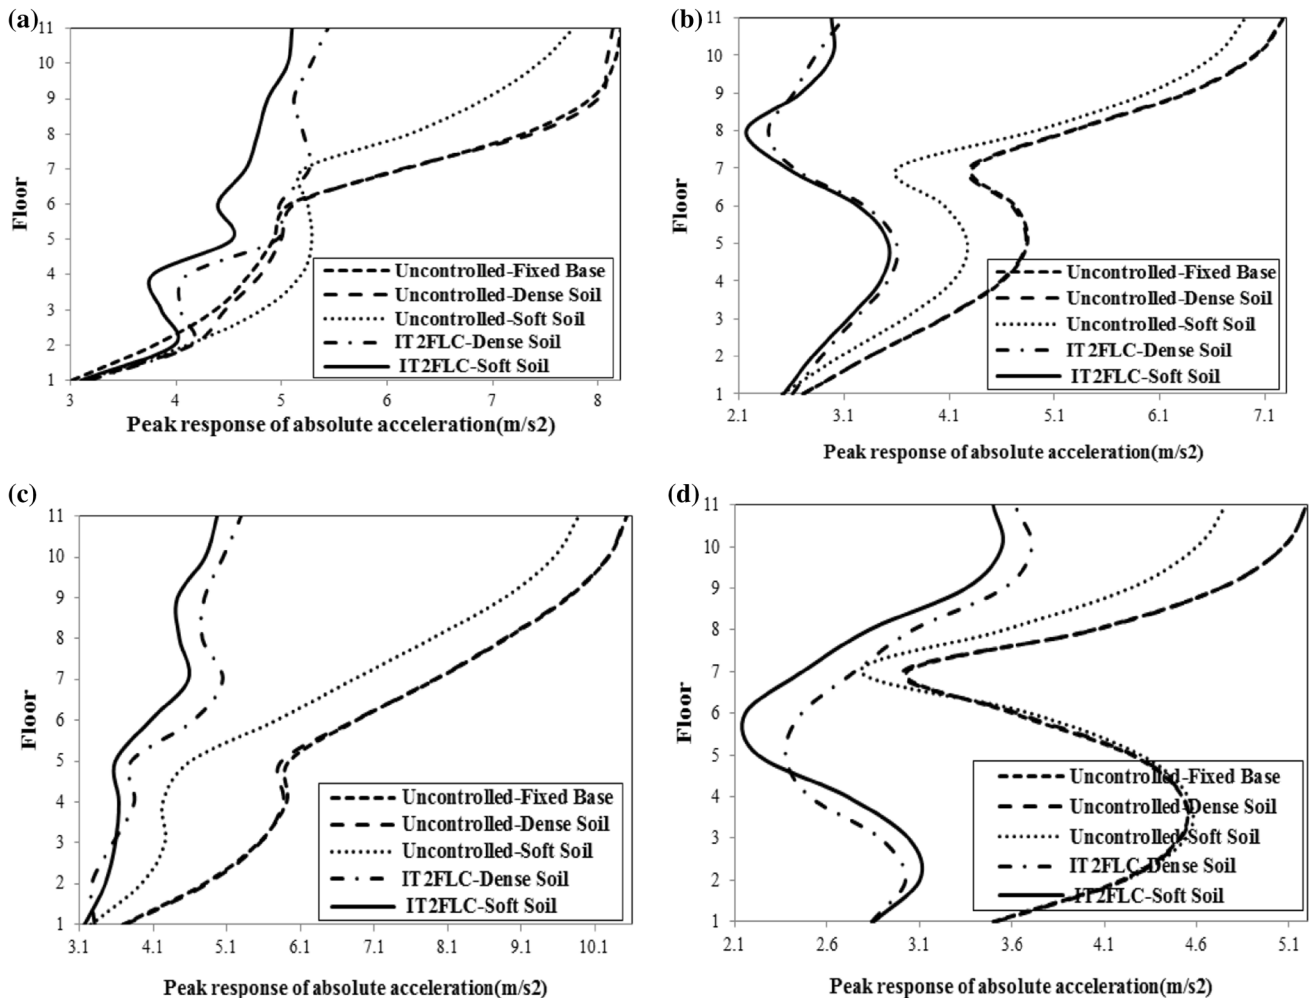 (a)
11
10
9
8
7
6
5
4
3
2
1
Floor
Uncontrolled-Fixed Base
Uncontrolled-Dense Soil
Uncontrolled-Soft Soil
IT2FLC-Dense Soil
IT2FLC-Soft Soil
3 4 5 6 7 8
Peak response of absolute acceleration(m/s2)
(b)
11
10
9
8
7
6
5
4
3
2
1
Floor
Uncontrolled-Fixed Base
Uncontrolled-Dense Soil
Uncontrolled-Soft Soil
IT2FLC-Dense Soil
IT2FLC-Soft Soil
2.1 3.1 4.1 5.1 6.1 7.1
Peak response of absolute acceleration(m/s2)
(c)
11
10
9
8
7
6
5
4
3
2
1
Floor
Uncontrolled-Fixed Base
Uncontrolled-Dense Soil
Uncontrolled-Soft Soil
IT2FLC-Dense Soil
IT2FLC-Soft Soil
3.1 4.1 5.1 6.1 7.1 8.1 9.1 10.1
Peak response of absolute acceleration(m/s2)
(d)
11
10
9
8
7
6
5
4
3
2
1
Floor
Uncontrolled-Fixed Base
Uncontrolled-Dense Soil
Uncontrolled-Soft Soil
IT2FLC-Dense Soil
IT2FLC-Soft Soil
2.1 2.6 3.1 3.6 4.1 4.6 5.1
Peak response of absolute acceleration(m/s2)